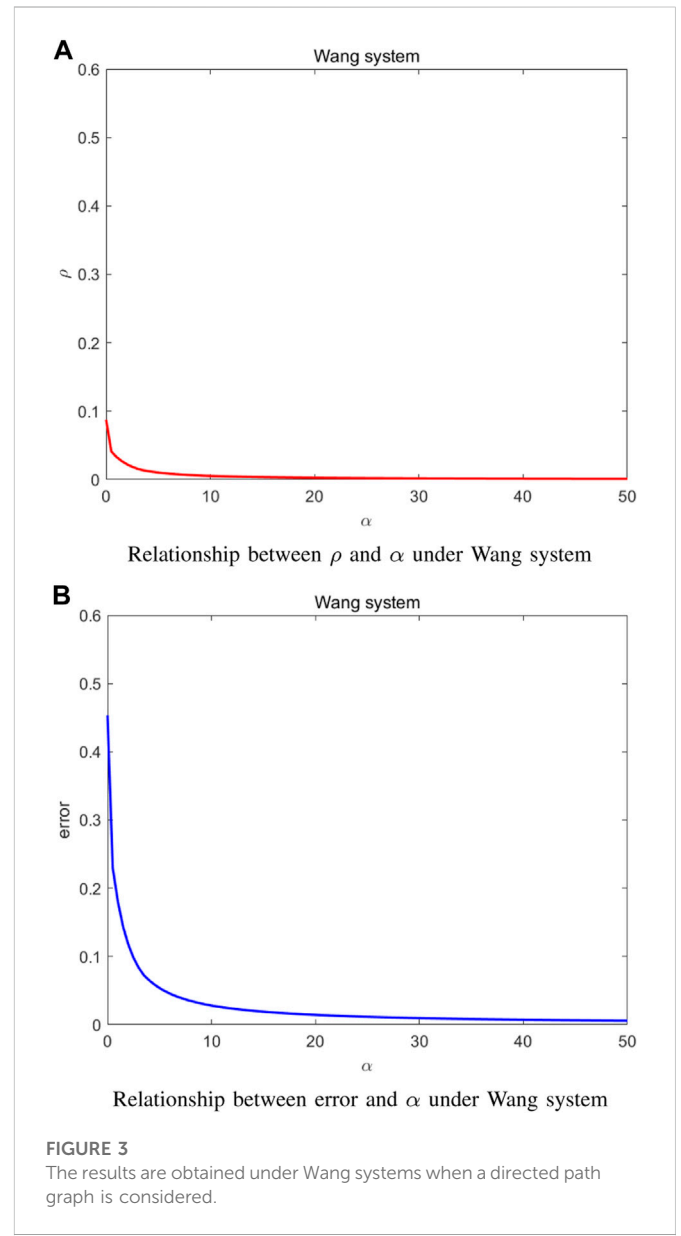 A
Wang system
0.6
0.5
0.4
0.3
0.2
0.1
0
ρ
0 10 20 30 40 50
α
Relationship between ρ and α under Wang system
B
Wang system
0.6
0.5
0.4
0.3
0.2
0.1
0
error
0 10 20 30 40 50
α
Relationship between error and α under Wang system
FIGURE 3
The results are obtained under Wang systems when a directed path
graph is considered.